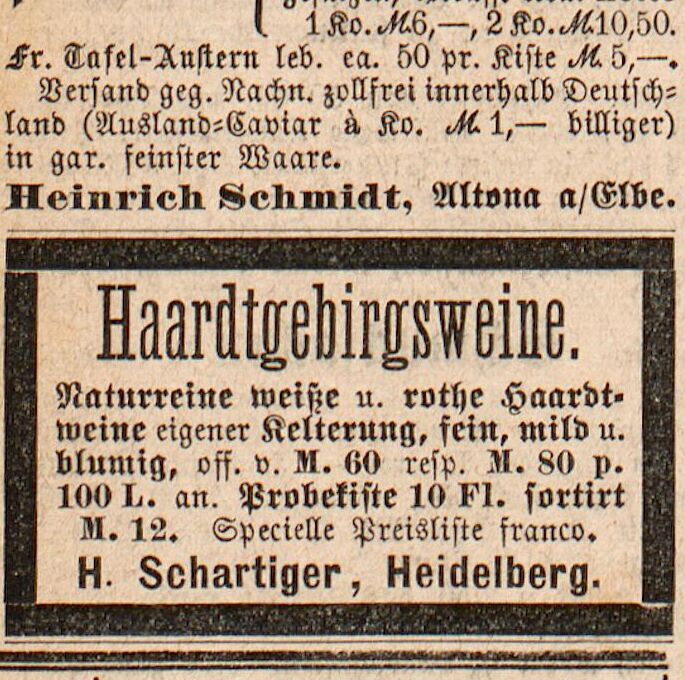 1 Ko. M. 6,—, 2 Ko. M. 10,50.
Fr. Tafel-Austern leb. ca. 50 pr. Kiste M. 5,—.
Versand geg. Nachn. zollfrei innerhalb Deutsch-
land (Ausland-Caviar à Ko. M. 1,— billiger)
in gar. feinster Waare.
Heinrich Schmidt, Altona a/Elbe.
Haardtgebirgsweine.
Naturreine weiße u. rothe Haardt-
weine eigener Kelterung, fein, mild u.
blumig, off. v. M. 60 resp. M. 80 p.
100 L. an. Probekiste 10 Fl. sortirt
M. 12. Specielle Preisliste franco.
H. Schartiger, Heidelberg.